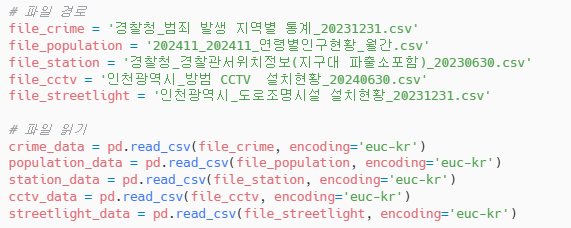 # 파일 경로
file_crime = '경찰청_범죄 발생 지역별 통계_20231231.csv'
file_population = '202411_202411_연령별인구현황_월간.csv'
file_station = '경찰청_경찰관서위치정보(지구대 파출소포함)_20230630.csv'
file_cctv = '인천광역시_방범 CCTV  설치현황_20240630.csv'
file_streetlight = '인천광역시_도로조명시설 설치현황_20231231.csv'
# 파일 읽기
crime_data = pd.read_csv(file_crime, encoding='euc-kr')
population_data = pd.read_csv(file_population, encoding='euc-kr')
station_data = pd.read_csv(file_station, encoding='euc-kr')
cctv_data = pd.read_csv(file_cctv, encoding='euc-kr')
streetlight_data = pd.read_csv(file_streetlight, encoding='euc-kr')